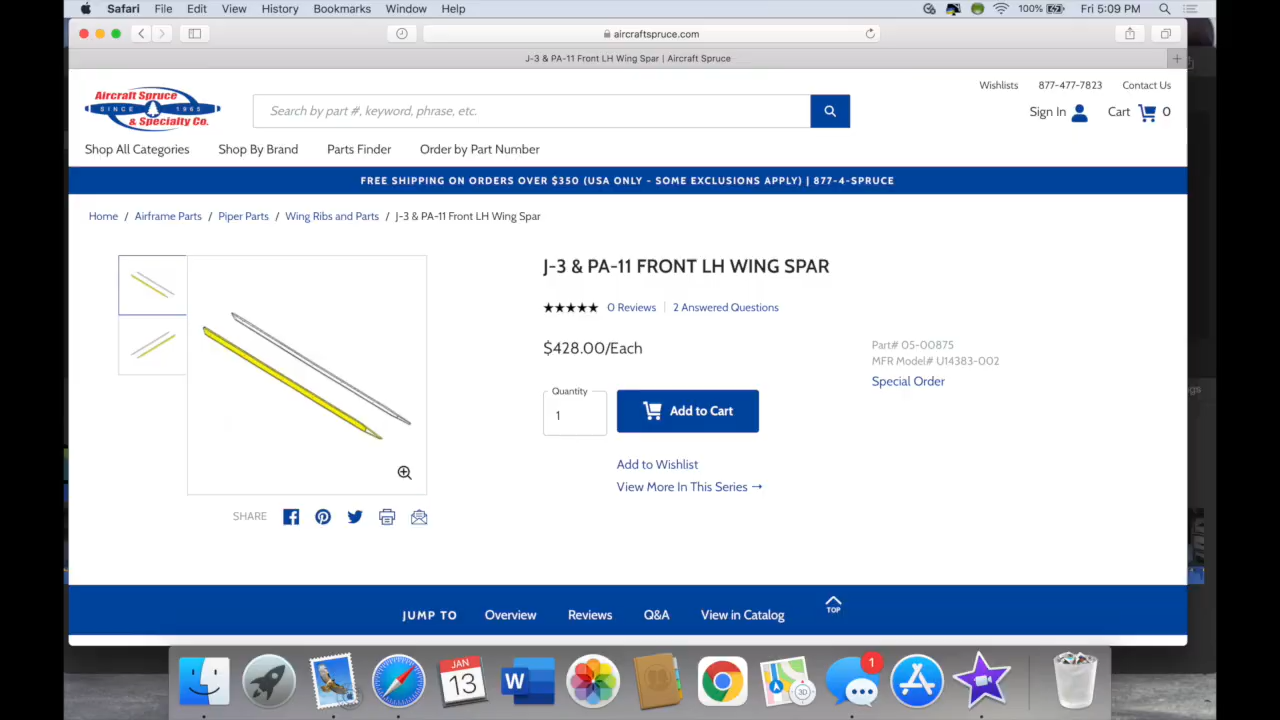 Safari File Edit View History Bookmarks Window Help 100% Fri 5:09 PM
aircraftspruce.com
J-3 & PA-11 Front LH Wing Spar | Aircraft Spruce
Wishlists 877-477-7823 Contact Us
Aircraft Spruce
SINCE 1965
& Specialty Co.
Search by part #, keyword, phrase, etc.
Sign In Cart 0
Shop All Categories Shop By Brand Parts Finder Order by Part Number
FREE SHIPPING ON ORDERS OVER $350 (USA ONLY - SOME EXCLUSIONS APPLY) | 877-4-SPRUCE
Home / Airframe Parts / Piper Parts / Wing Ribs and Parts / J-3 & PA-11 Front LH Wing Spar
J-3 & PA-11 FRONT LH WING SPAR
★★★★★ 0 Reviews | 2 Answered Questions
$428.00/Each
Part# 05-00875
MFR Model# U14383-002
Special Order
Quantity
1
Add to Cart
Add to Wishlist
View More In This Series →
SHARE
JUMP TO Overview Reviews Q&A View in Catalog TOP
JAN
13
W
3D
1